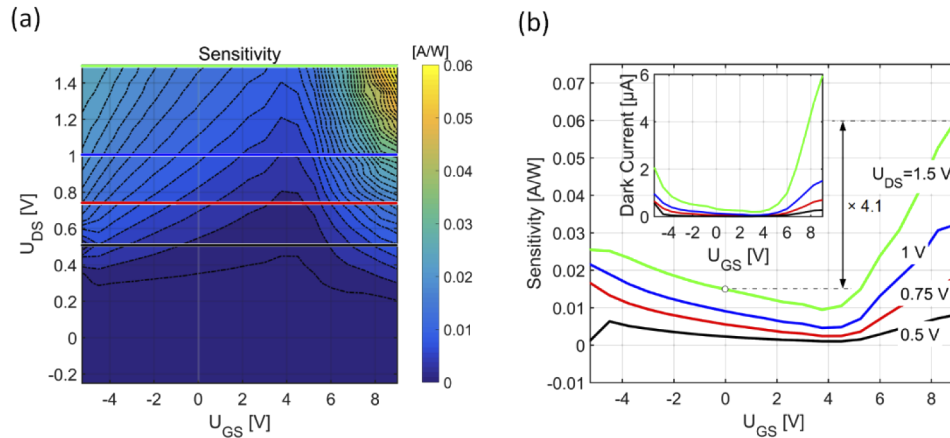 (a)
Sensitivity
[A/W]
0.06
0.05
0.04
0.03
0.02
0.01
0
1.4
1.2
1
0.8
0.6
0.4
0.2
0
-0.2
U_DS [V]
-4 -2 0 2 4 6 8
U_GS [V]
(b)
0.07
0.06
0.05
0.04
0.03
0.02
0.01
0
-0.01
Sensitivity [A/W]
6
4
2
0
Dark Current [µA]
-4 -2 0 2 4 6 8
U_GS [V]
U_DS=1.5 V
× 4.1
1 V
0.75 V
0.5 V
-4 -2 0 2 4 6 8
U_GS [V]